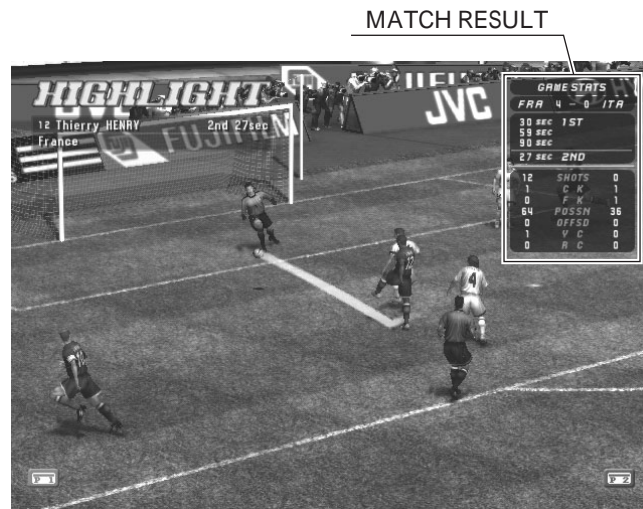 MATCH RESULT
HIGHLIGHT
12 Thierry HENRY 2nd 27sec
France
FUJIFILM
JVC
GAME STATS
FRA 4 - 0 ITA
30 SEC 1ST
59 SEC
90 SEC
27 SEC 2ND
12 SHOTS 0
1 C K 1
0 F K 1
64 POSSN 36
0 OFFSD 0
1 Y C 0
0 R C 0
4
P 1
P 2